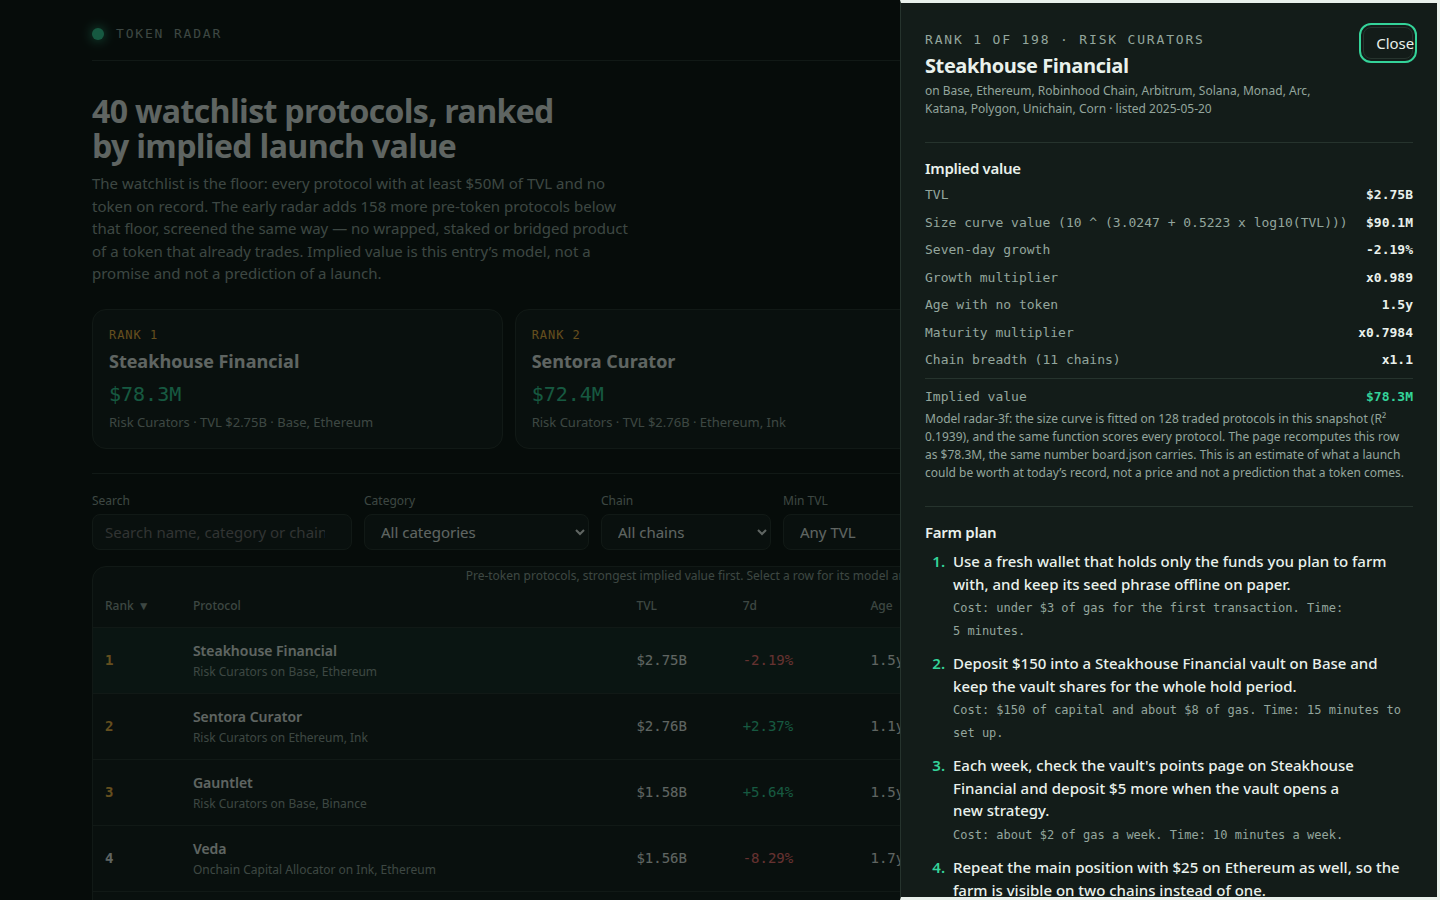 TOKEN RADAR
40 watchlist protocols, ranked
by implied launch value
The watchlist is the floor: every protocol with at least $50M of TVL and no
token on record. The early radar adds 158 more pre-token protocols below
that floor, screened the same way — no wrapped, staked or bridged product
of a token that already trades. Implied value is this entry's model, not a
promise and not a prediction of a launch.
RANK 1
Steakhouse Financial
$78.3M
Risk Curators · TVL $2.75B · Base, Ethereum
RANK 2
Sentora Curator
$72.4M
Risk Curators · TVL $2.76B · Ethereum, Ink
Search
Category
Chain
Min TVL
Search name, category or chain
All categories
All chains
Any TVL
Pre-token protocols, strongest implied value first. Select a row for its model
Rank ▼
Protocol
TVL
7d
Age
1
Steakhouse Financial
Risk Curators on Base, Ethereum
$2.75B
-2.19%
1.5y
2
Sentora Curator
Risk Curators on Ethereum, Ink
$2.76B
+2.37%
1.1y
3
Gauntlet
Risk Curators on Base, Binance
$1.58B
+5.64%
1.5y
4
Veda
Onchain Capital Allocator on Ink, Ethereum
$1.56B
-8.29%
1.7y
RANK 1 OF 198 · RISK CURATORS
Close
Steakhouse Financial
on Base, Ethereum, Robinhood Chain, Arbitrum, Solana, Monad, Arc,
Katana, Polygon, Unichain, Corn · listed 2025-05-20
Implied value
TVL $2.75B
Size curve value (10 ^ (3.0247 + 0.5223 x log10(TVL))) $90.1M
Seven-day growth -2.19%
Growth multiplier x0.989
Age with no token 1.5y
Maturity multiplier x0.7984
Chain breadth (11 chains) x1.1
Implied value $78.3M
Model radar-3f: the size curve is fitted on 128 traded protocols in this snapshot (R²
0.1939), and the same function scores every protocol. The page recomputes this row
as $78.3M, the same number board.json carries. This is an estimate of what a launch
could be worth at today's record, not a price and not a prediction that a token comes.
Farm plan
1. Use a fresh wallet that holds only the funds you plan to farm
with, and keep its seed phrase offline on paper.
Cost: under $3 of gas for the first transaction. Time:
5 minutes.
2. Deposit $150 into a Steakhouse Financial vault on Base and
keep the vault shares for the whole hold period.
Cost: $150 of capital and about $8 of gas. Time: 15 minutes to
set up.
3. Each week, check the vault's points page on Steakhouse
Financial and deposit $5 more when the vault opens a
new strategy.
Cost: about $2 of gas a week. Time: 10 minutes a week.
4. Repeat the main position with $25 on Ethereum as well, so the
farm is visible on two chains instead of one.